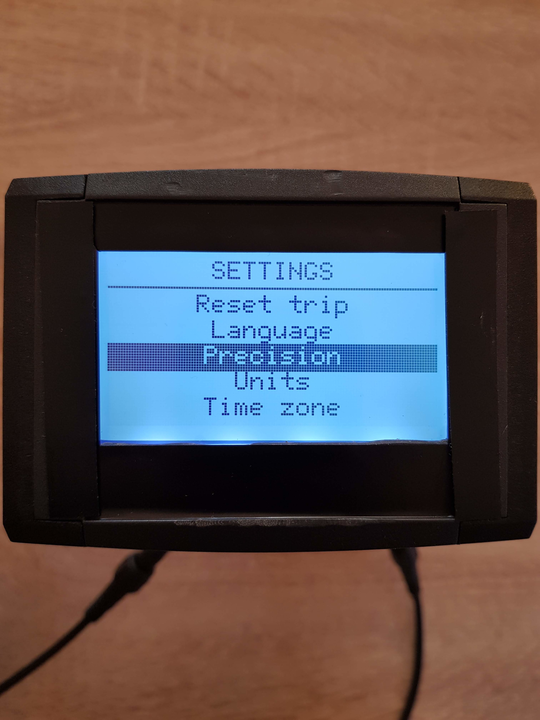 SETTINGS
Reset trip
Language
Precision
Units
Time zone